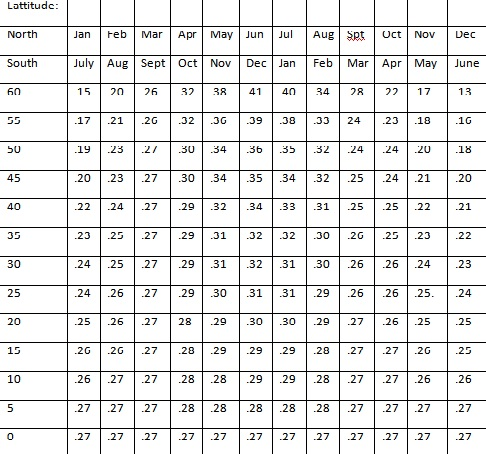 Lattitude:
North Jan Feb Mar Apr May Jun Jul Aug Spt Oct Nov Dec
South July Aug Sept Oct Nov Dec Jan Feb Mar Apr May June
60 15 20 26 .32 38 41 40 34 28 22 17 13
55 .17 .21 .26 .32 .36 .39 .38 .33 24 .23 .18 .16
50 .19 .23 .27 .30 .34 .36 .35 .32 .24 .24 .20 .18
45 .20 .23 .27 .30 .34 .35 .34 .32 .25 .24 .21 .20
40 .22 .24 .27 .29 .32 .34 .33 .31 .25 .25 .22 .21
35 .23 .25 .27 .29 .31 .32 .32 .30 .26 .25 .23 .22
30 .24 .25 .27 .29 .31 .32 .31 .30 .26 .26 .24 .23
25 .24 .26 .27 .29 .30 .31 .31 .29 .26 .26 .25. .24
20 .25 .26 .27 28 .29 .30 .30 .29 .27 .26 .25 .25
15 .26 .26 .27 .28 .29 .29 .29 .28 .27 .27 .26 .25
10 .26 .27 .27 .28 .28 .29 .29 .28 .27 .27 .26 .26
5 .27 .27 .27 .28 .28 .28 .28 .28 .27 .27 .27 .27
0 .27 .27 .27 .27 .27 .27 .27 .27 .27 .27 .27 .27